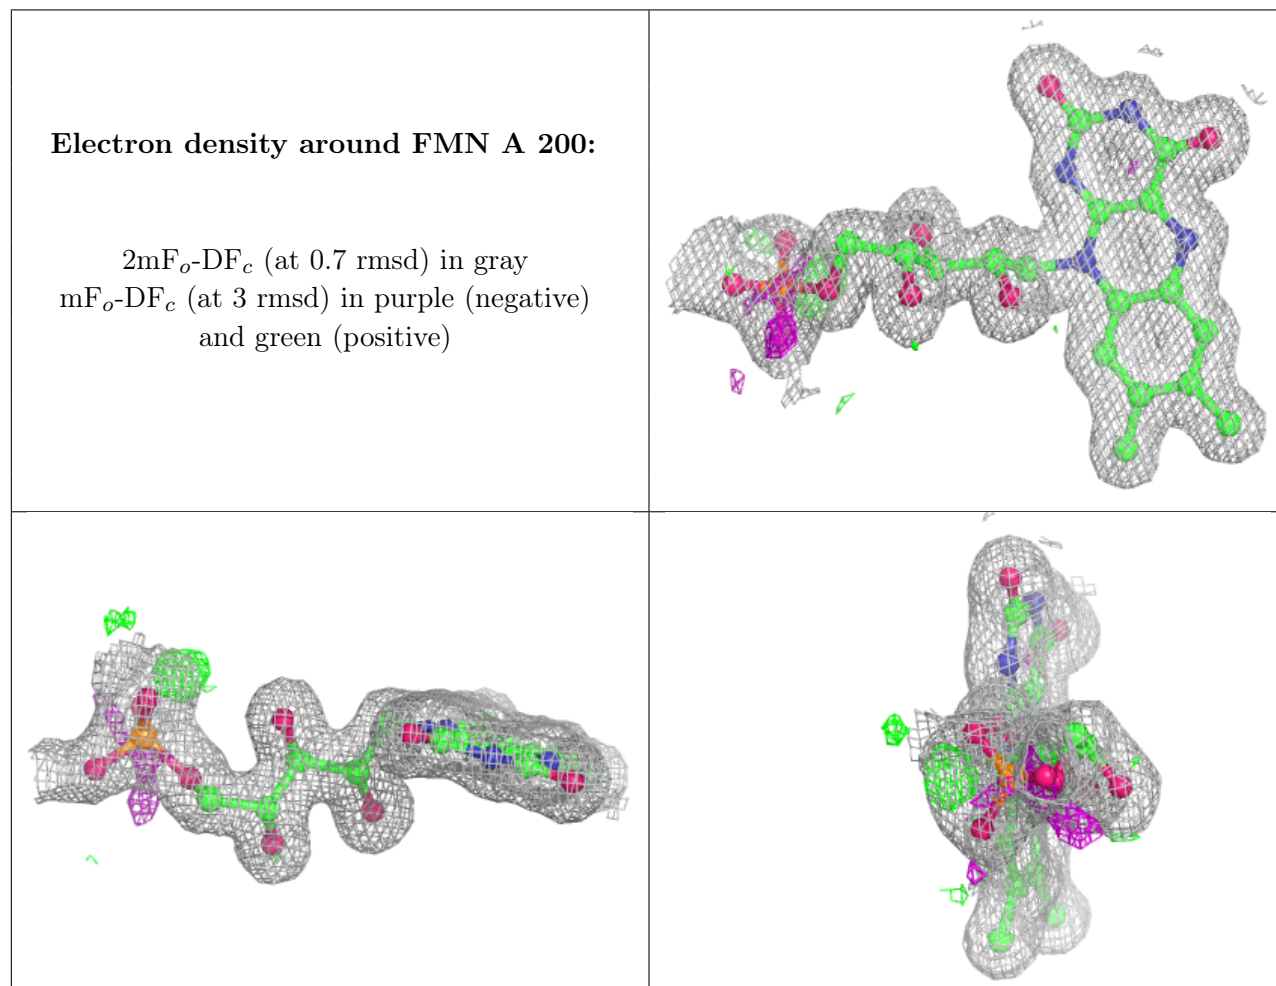 Electron density around FMN A 200:
2mFo-DFc (at 0.7 rmsd) in gray
mFo-DFc (at 3 rmsd) in purple (negative)
and green (positive)